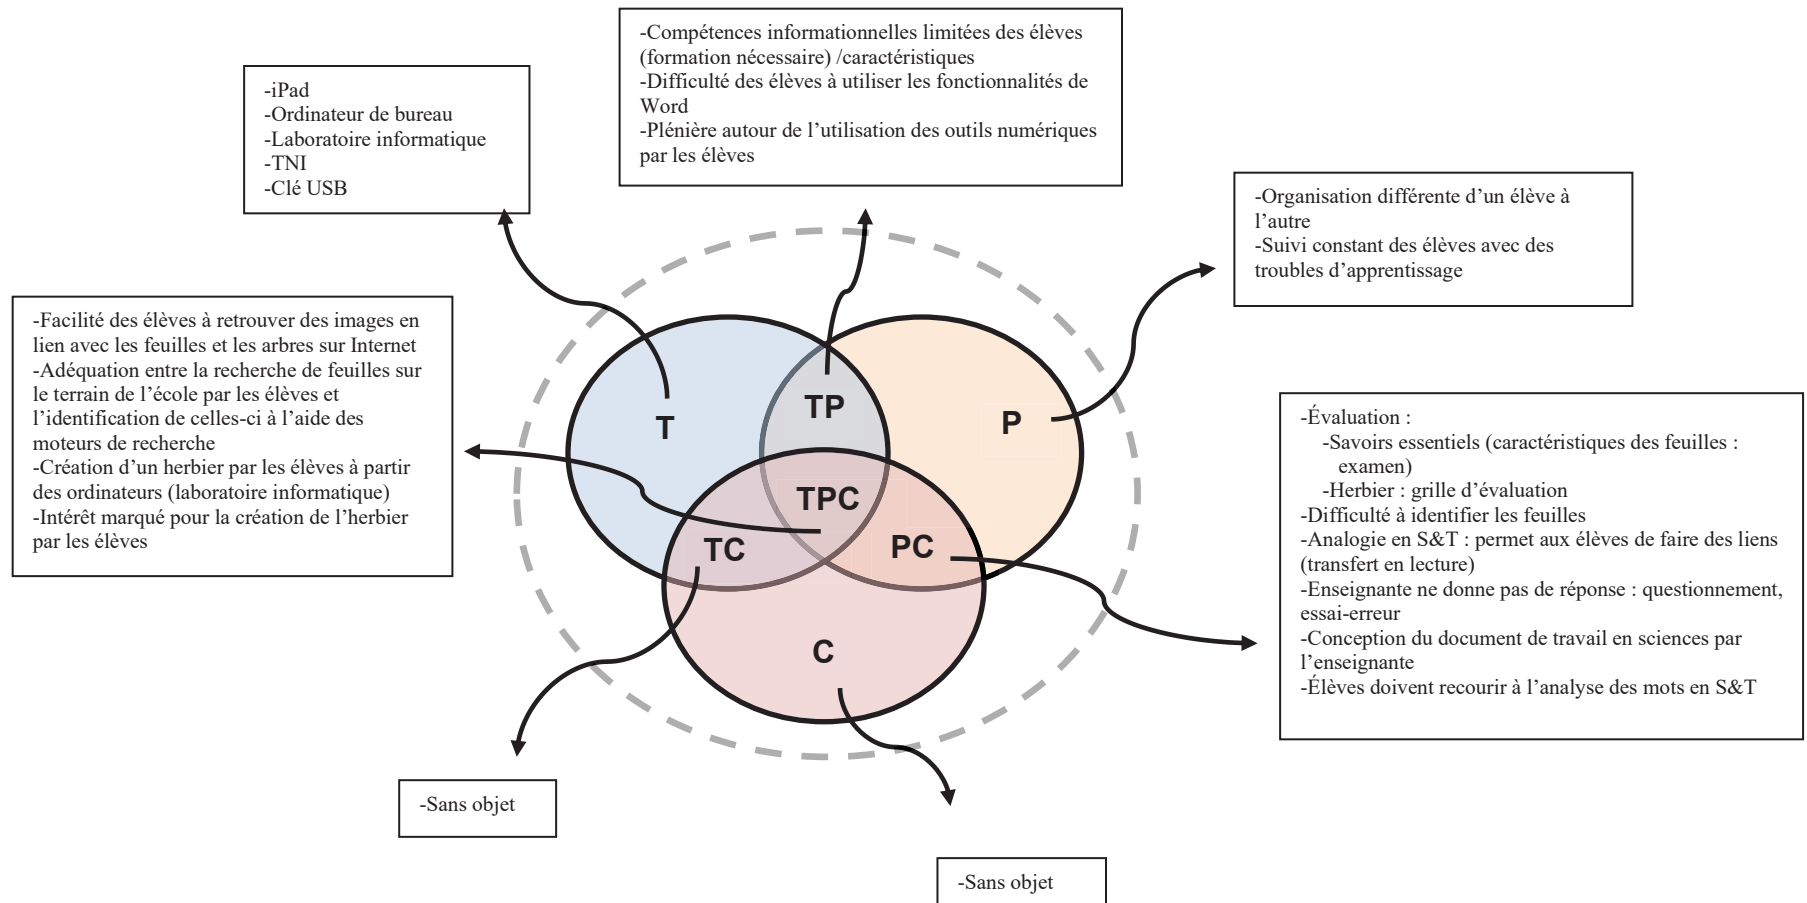 -Compétences informationnelles limitées des élèves
(formation nécessaire) /caractéristiques
-Difficulté des élèves à utiliser les fonctionnalités de
Word
-Plénière autour de l’utilisation des outils numériques
par les élèves
-iPad
-Ordinateur de bureau
-Laboratoire informatique
-TNI
-Clé USB
-Organisation différente d’un élève à
l’autre
-Suivi constant des élèves avec des
troubles d’apprentissage
-Facilité des élèves à retrouver des images en
lien avec les feuilles et les arbres sur Internet
-Adéquation entre la recherche de feuilles sur
le terrain de l’école par les élèves et
l’identification de celles-ci à l’aide des
moteurs de recherche
-Création d’un herbier par les élèves à partir
des ordinateurs (laboratoire informatique)
-Intérêt marqué pour la création de l’herbier
par les élèves
T
TP
P
TPC
TC
PC
C
-Évaluation :
-Savoirs essentiels (caractéristiques des feuilles :
examen)
-Herbier : grille d’évaluation
-Difficulté à identifier les feuilles
-Analogie en S&T : permet aux élèves de faire des liens
(transfert en lecture)
-Enseignante ne donne pas de réponse : questionnement,
essai-erreur
-Conception du document de travail en sciences par
l’enseignante
-Élèves doivent recourir à l’analyse des mots en S&T
-Sans objet
-Sans objet